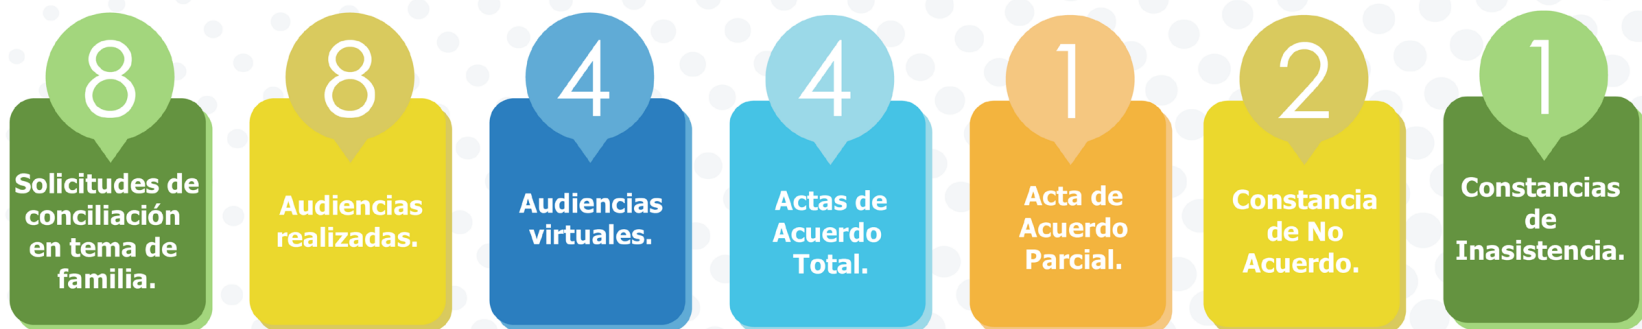 8
Solicitudes de
conciliación
en tema de
familia.
8
Audiencias
realizadas.
4
Audiencias
virtuales.
4
Actas de
Acuerdo
Total.
1
Acta de
Acuerdo
Parcial.
2
Constancia
de No
Acuerdo.
1
Constancias
de
Inasistencia.